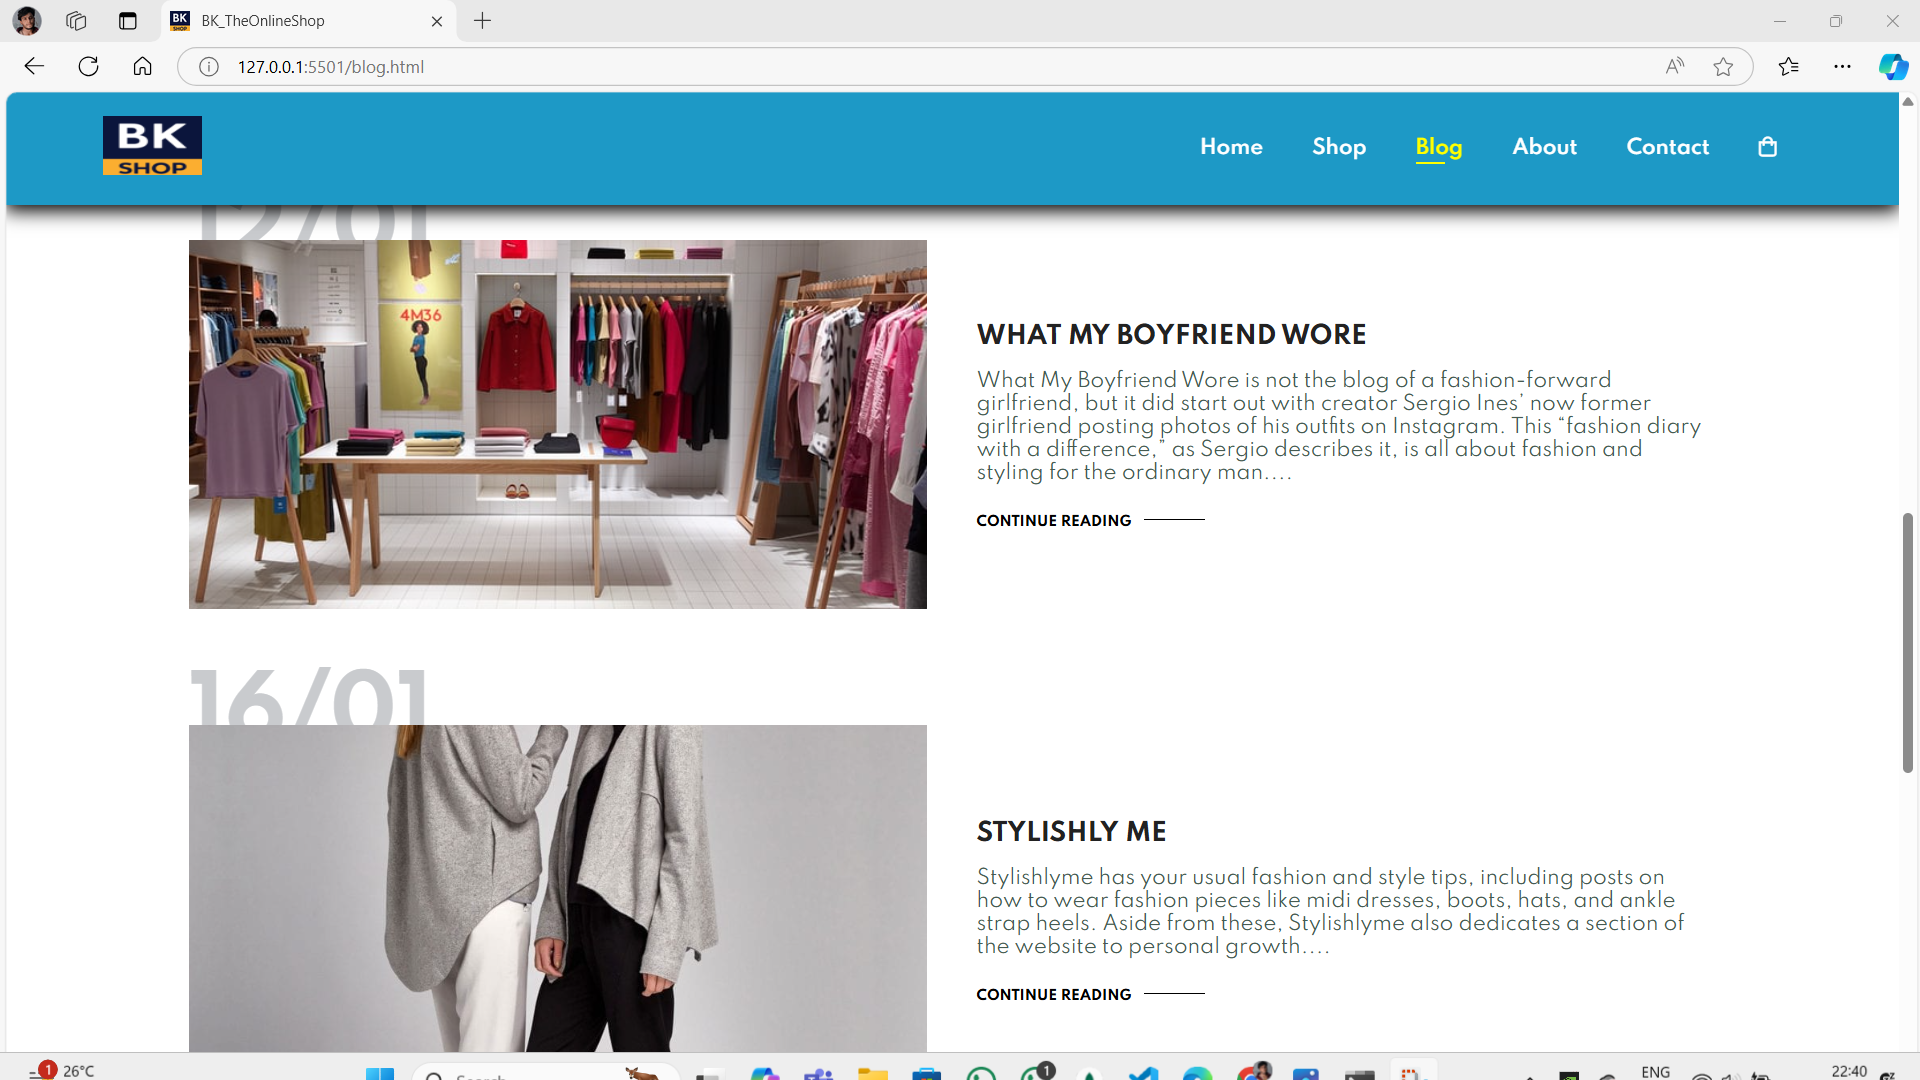 BK
SHOP
BK_TheOnlineShop
127.0.0.1:5501/blog.html
BK
SHOP
Home
Shop
Blog
About
Contact
12/01
4M36
WHAT MY BOYFRIEND WORE
What My Boyfriend Wore is not the blog of a fashion-forward
girlfriend, but it did start out with creator Sergio Ines’ now former
girlfriend posting photos of his outfits on Instagram. This “fashion diary
with a difference,” as Sergio describes it, is all about fashion and
styling for the ordinary man....
CONTINUE READING
16/01
STYLISHLY ME
Stylishlyme has your usual fashion and style tips, including posts on
how to wear fashion pieces like midi dresses, boots, hats, and ankle
strap heels. Aside from these, Stylishlyme also dedicates a section of
the website to personal growth....
CONTINUE READING
1
26°C
Search
1
ENG
22:40